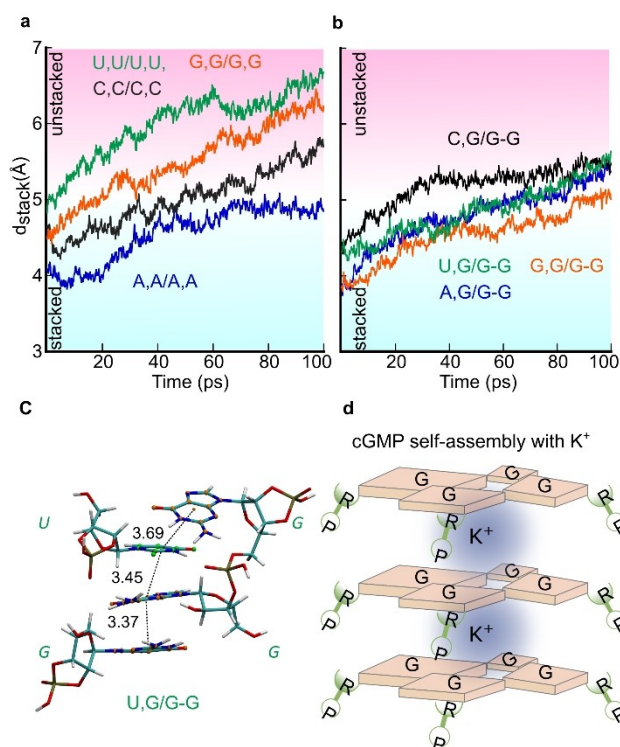 a
b
7
6
5
4
3
dstack(Å)
unstacked
stacked
U,U/U,U,
G,G/G,G
C,C/C,C
A,A/A,A
20
40
60
80
100
Time (ps)
unstacked
stacked
C,G/G-G
U,G/G-G
G,G/G-G
A,G/G-G
20
40
60
80
100
Time (ps)
C
U
G
3.69
3.45
3.37
G
G
U,G/G-G
d
cGMP self-assembly with K+
G
G
G
G
R
P
R
P
R
P
K+
G
G
G
G
R
P
R
P
R
P
K+
G
G
G
G
R
P
R
P
R
P